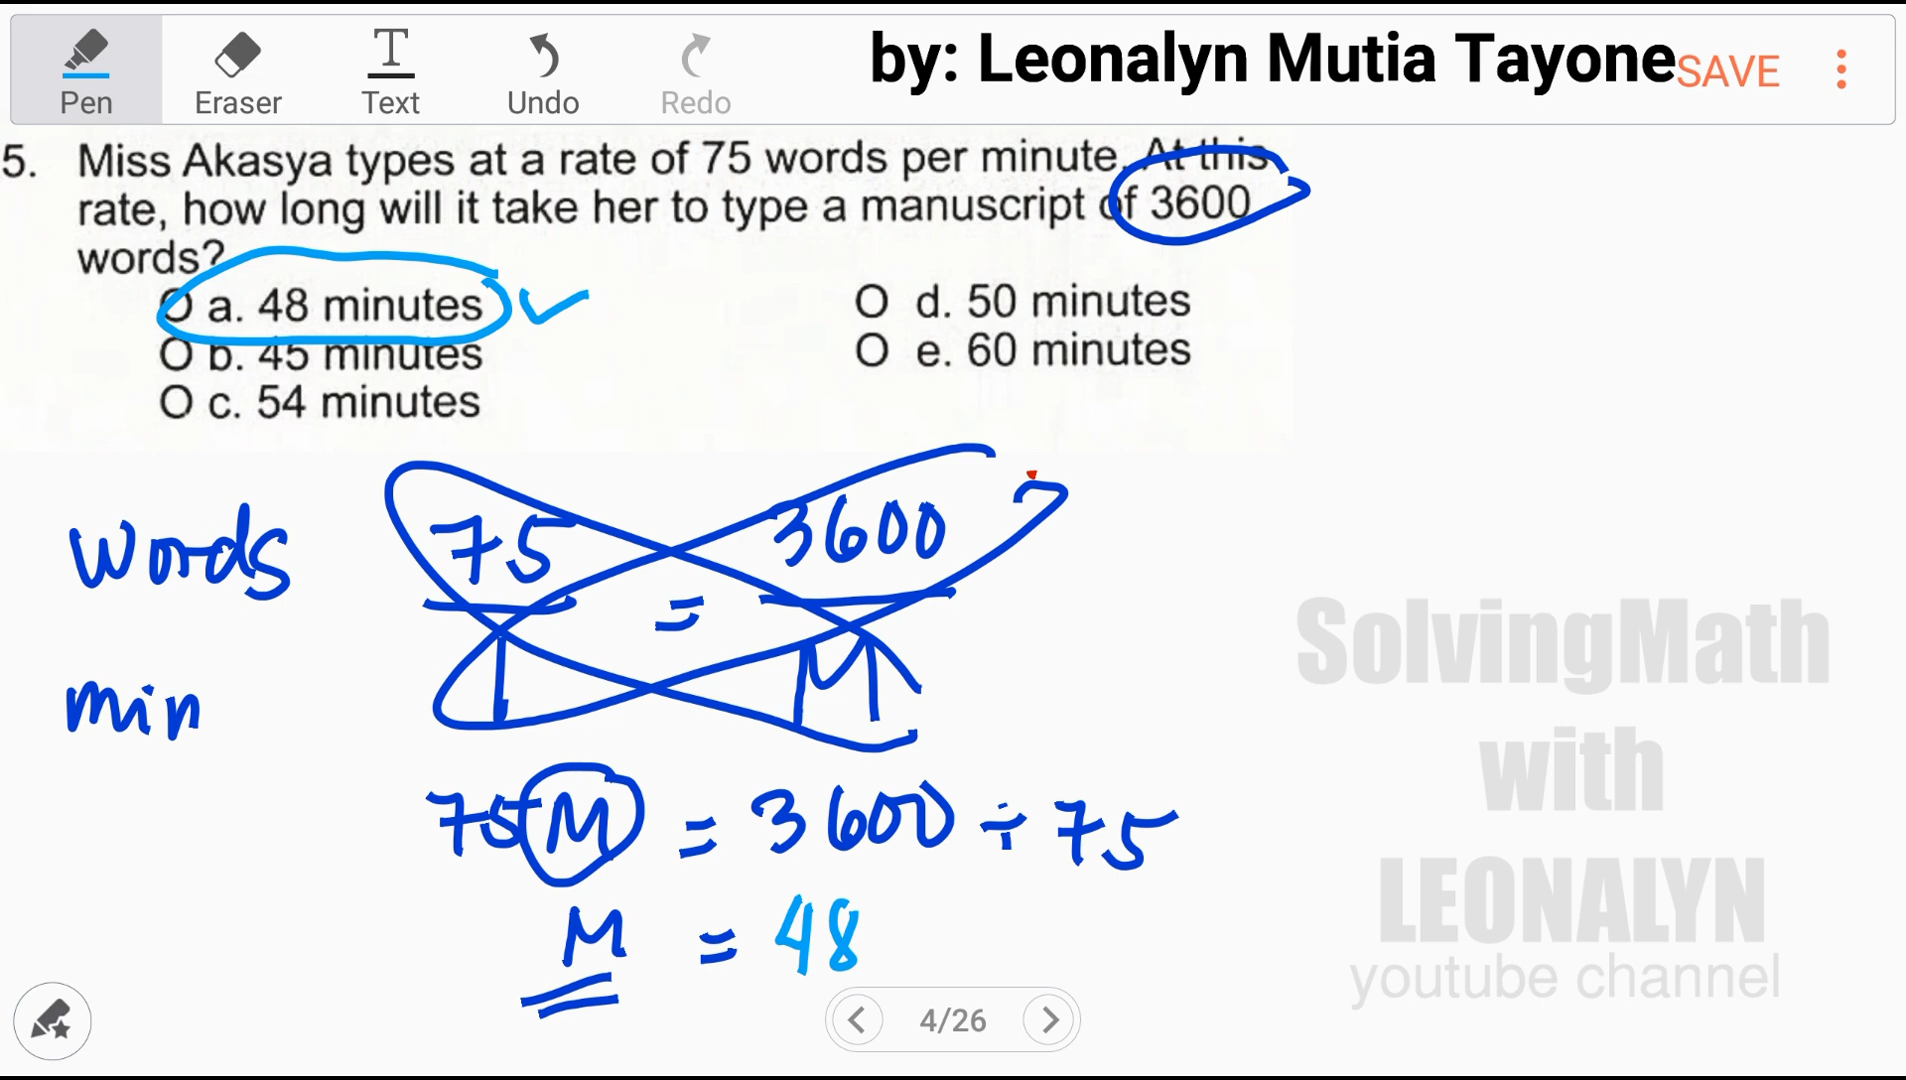 by: Leonalyn Mutia Tayone
SAVE
Pen
Eraser
T
Text
Undo
Redo
5. Miss Akasya types at a rate of 75 words per minute. At this
rate, how long will it take her to type a manuscript of 3600
words?
O a. 48 minutes
O b. 45 minutes
O c. 54 minutes
O d. 50 minutes
O e. 60 minutes
words 75 = 3600
min 1 M
75M = 3600 ÷ 75
M = 48
SolvingMath
with
LEONALYN
youtube channel
4/26